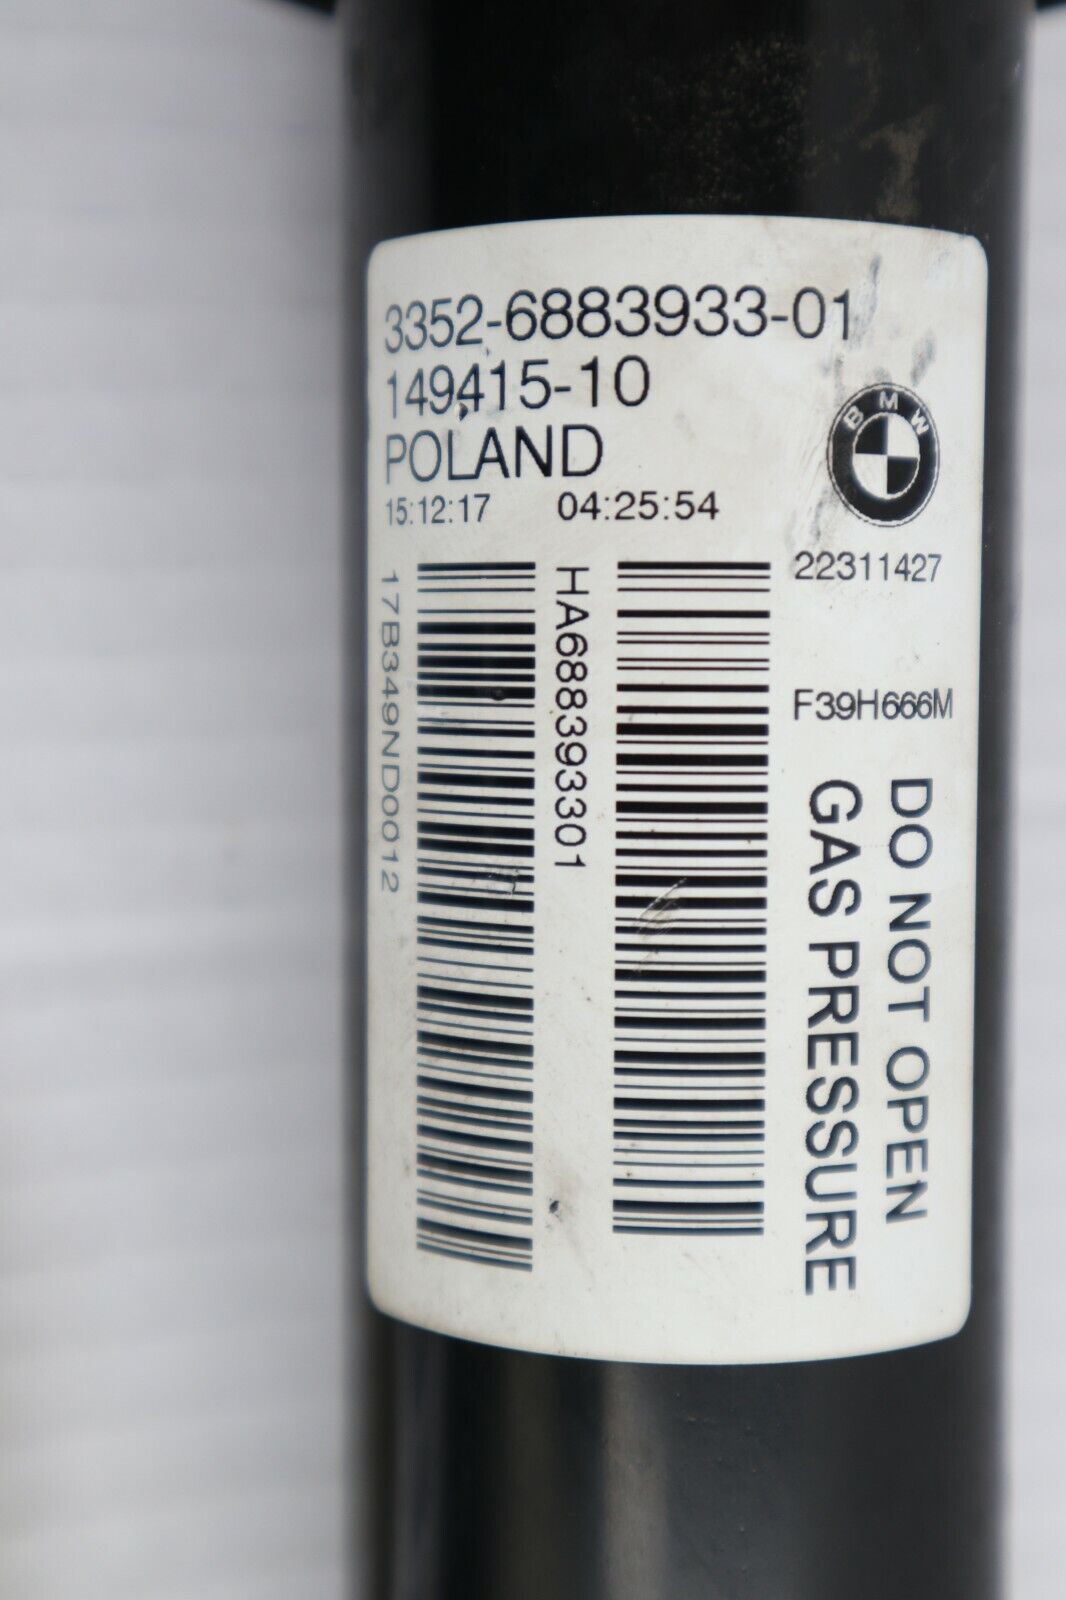 3352-6883933-01
149415-10
POLAND
15:12:17 04:25:54
BMW
22311427
F39H666M
17B349ND0012
HA688393301
DO NOT OPEN
GAS PRESSURE